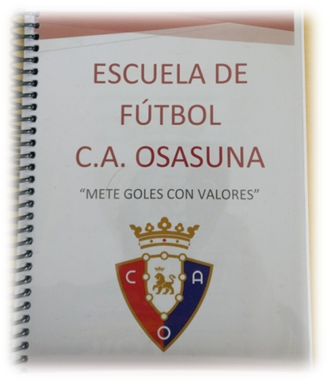 ESCUELA DE
FÚTBOL
C.A. OSASUNA
“METE GOLES CON VALORES”
C A
O